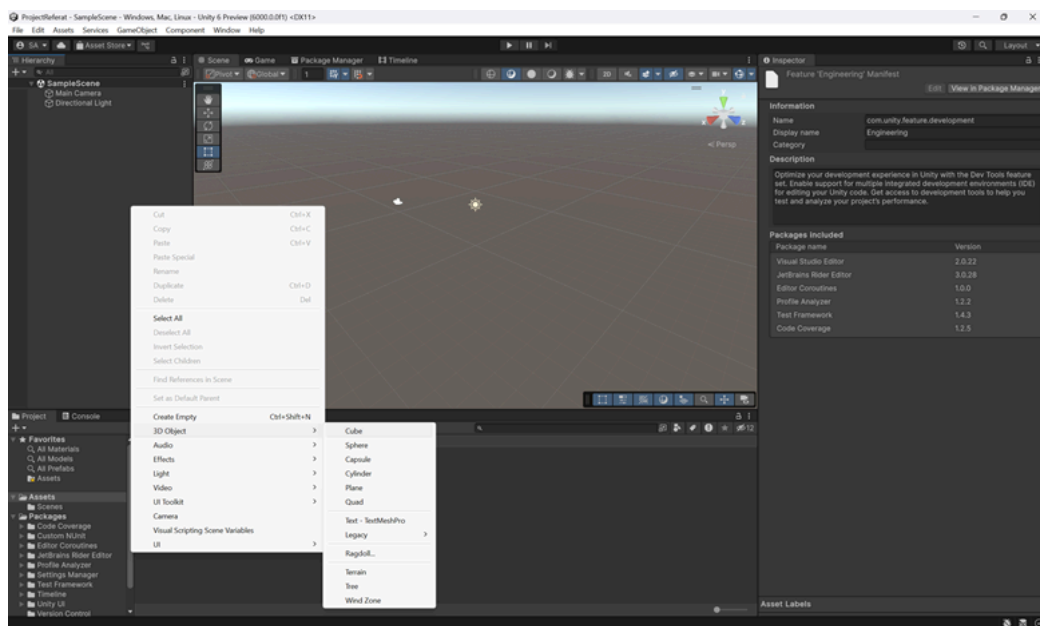 ProjectReferat - SampleScene - Windows, Mac, Linux - Unity 6 Preview (6000.0.0f1) <DX11>
File Edit Assets Services GameObject Component Window Help
SA Asset Store Layout
Hierarchy
All
SampleScene
Main Camera
Directional Light
Scene Game Package Manager Timeline
Pivot Global 1 2D
< Persp
Cut Ctrl+X
Copy Ctrl+C
Paste Ctrl+V
Paste Special
Rename
Duplicate Ctrl+D
Delete Del
Select All
Deselect All
Invert Selection
Select Children
Find References in Scene
Set as Default Parent
Create Empty Ctrl+Shift+N
3D Object
Audio
Effects
Light
Video
UI Toolkit
Camera
Visual Scripting Scene Variables
UI
Cube
Sphere
Capsule
Cylinder
Plane
Quad
Text - TextMeshPro
Legacy
Ragdoll...
Terrain
Tree
Wind Zone
Project Console
12
Favorites
All Materials
All Models
All Prefabs
Assets
Assets
Scenes
Packages
Code Coverage
Custom NUnit
Editor Coroutines
JetBrains Rider Editor
Profile Analyzer
Settings Manager
Test Framework
Timeline
Unity UI
Version Control
Inspector
Feature 'Engineering' Manifest
Edit View in Package Manager
Information
Name com.unity.feature.development
Display name Engineering
Category
Description
Optimize your development experience in Unity with the Dev Tools feature
set. Enable support for multiple integrated development environments (IDE)
for editing your Unity code. Get access to development tools to help you
test and analyze your project's performance.
Packages Included
Package name Version
Visual Studio Editor 2.0.22
JetBrains Rider Editor 3.0.28
Editor Coroutines 1.0.0
Profile Analyzer 1.2.2
Test Framework 1.4.3
Code Coverage 1.2.5
Asset Labels